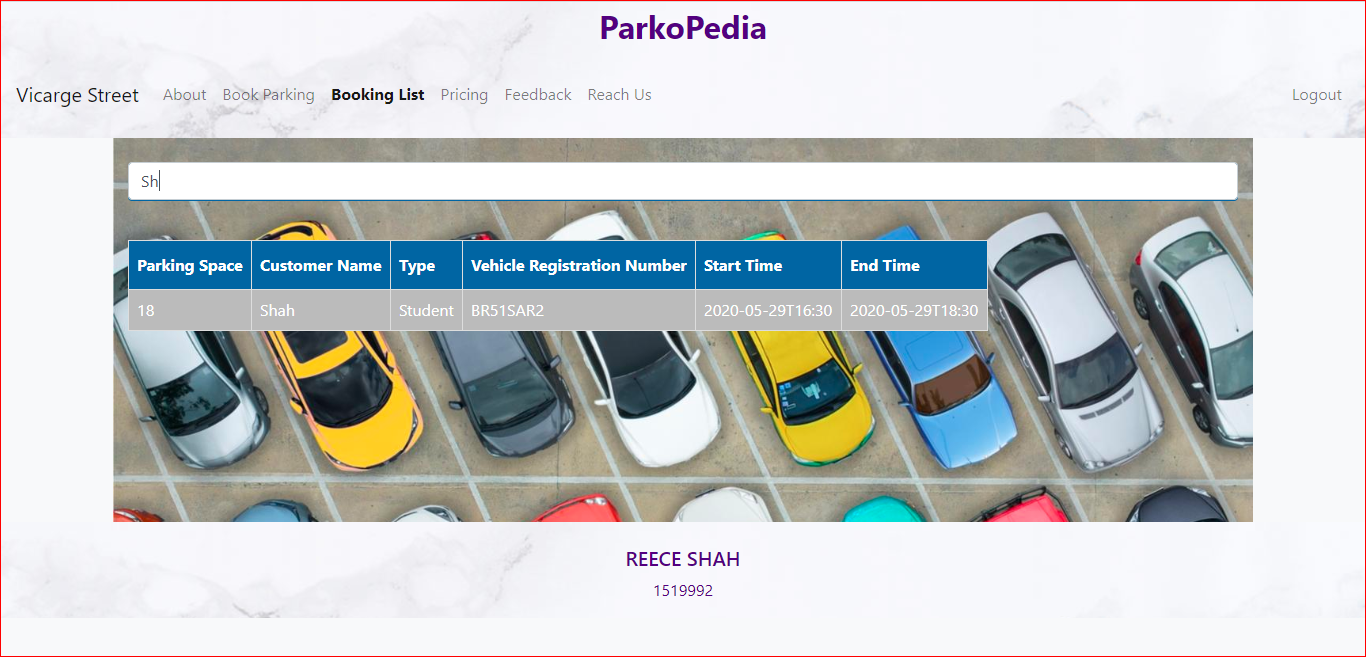 ParkoPedia
Vicarge Street About Book Parking Booking List Pricing Feedback Reach Us Logout
Sh
Parking Space Customer Name Type Vehicle Registration Number Start Time End Time
18 Shah Student BR51SAR2 2020-05-29T16:30 2020-05-29T18:30
REECE SHAH
1519992